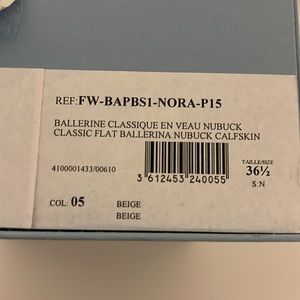 REF:FW-BAPBS1-NORA-P15
BALLERINE CLASSIQUE EN VEAU NUBUCK
CLASSIC FLAT BALLERINA NUBUCK CALFSKIN
4100001433/00610
3 612453 240055
TAILLE/SIZE
36½
S.N
COL: 05 BEIGE
BEIGE